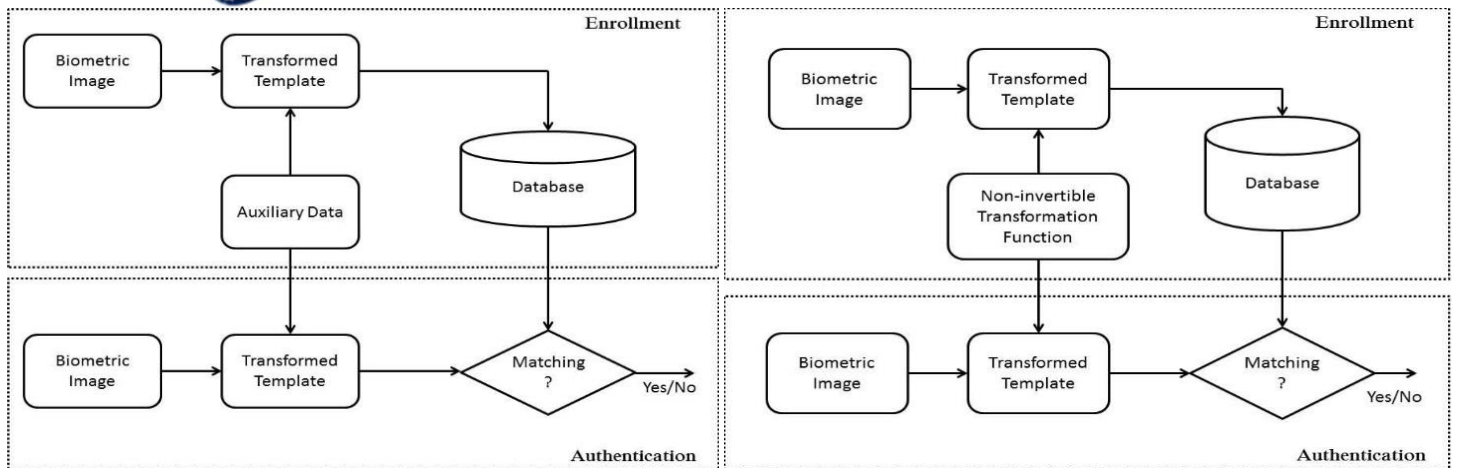 Enrollment
Biometric
Image
Transformed
Template
Auxiliary Data
Database
Biometric
Image
Transformed
Template
Matching
?
Yes/No
Authentication
Enrollment
Biometric
Image
Transformed
Template
Non-invertible
Transformation
Function
Database
Biometric
Image
Transformed
Template
Matching
?
Yes/No
Authentication